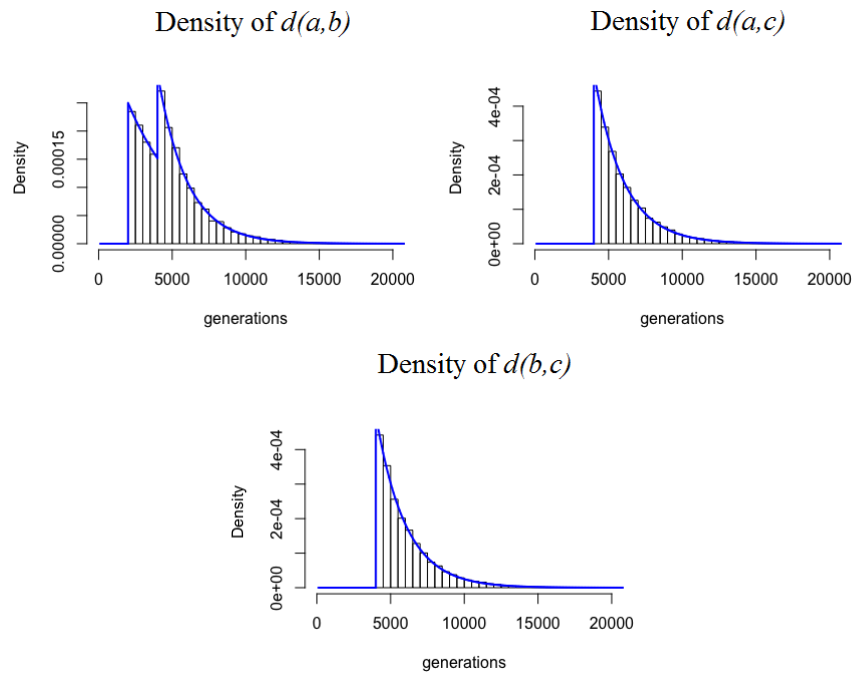 Density of d(a,b)
Density of d(a,c)
Density
0.00000 0.00015
0 5000 10000 15000 20000
generations
Density
0e+00 2e-04 4e-04
0 5000 10000 15000 20000
generations
Density of d(b,c)
Density
0e+00 2e-04 4e-04
0 5000 10000 15000 20000
generations